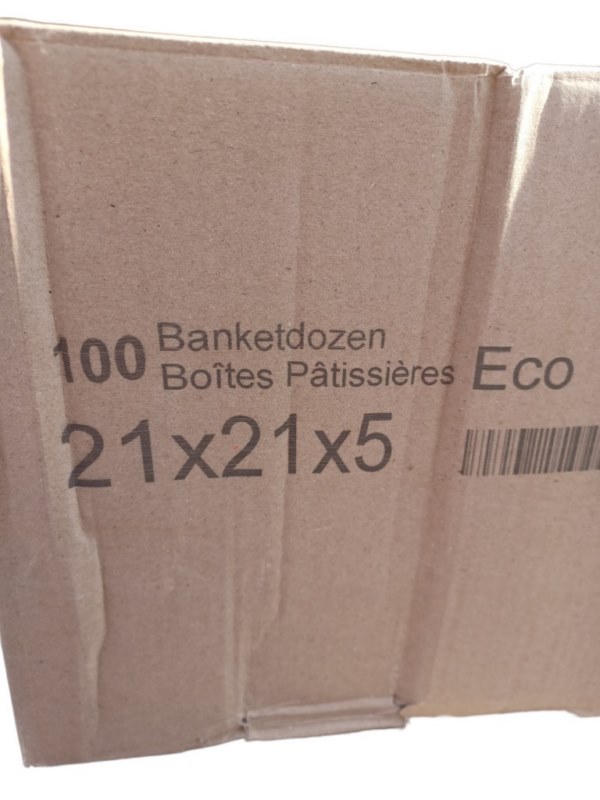 100 Banketdozen
Boîtes Pâtissières Eco
21x21x5